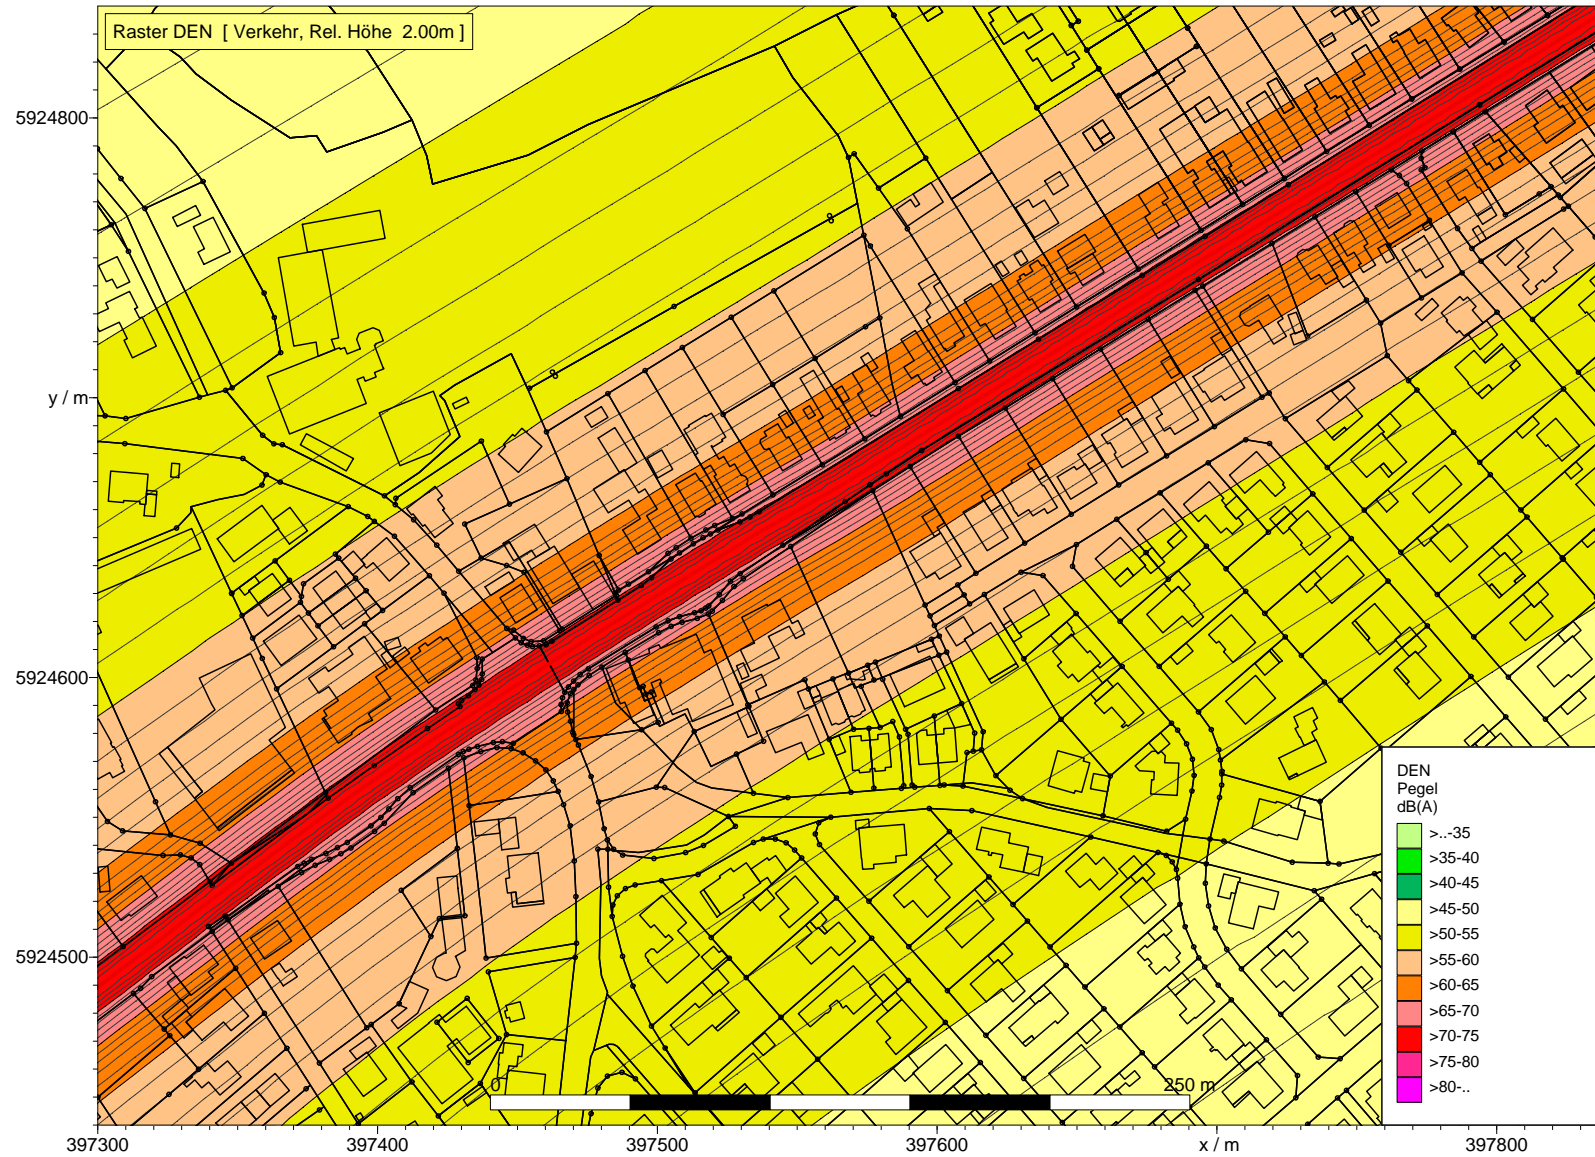 Raster DEN [ Verkehr, Rel. Höhe 2.00m ]
5924800
y / m
5924600
5924500
DEN
Pegel
dB(A)
>..-35
>35-40
>40-45
>45-50
>50-55
>55-60
>60-65
>65-70
>70-75
>75-80
>80-..
0
250 m
397300
397400
397500
397600
x / m
397800